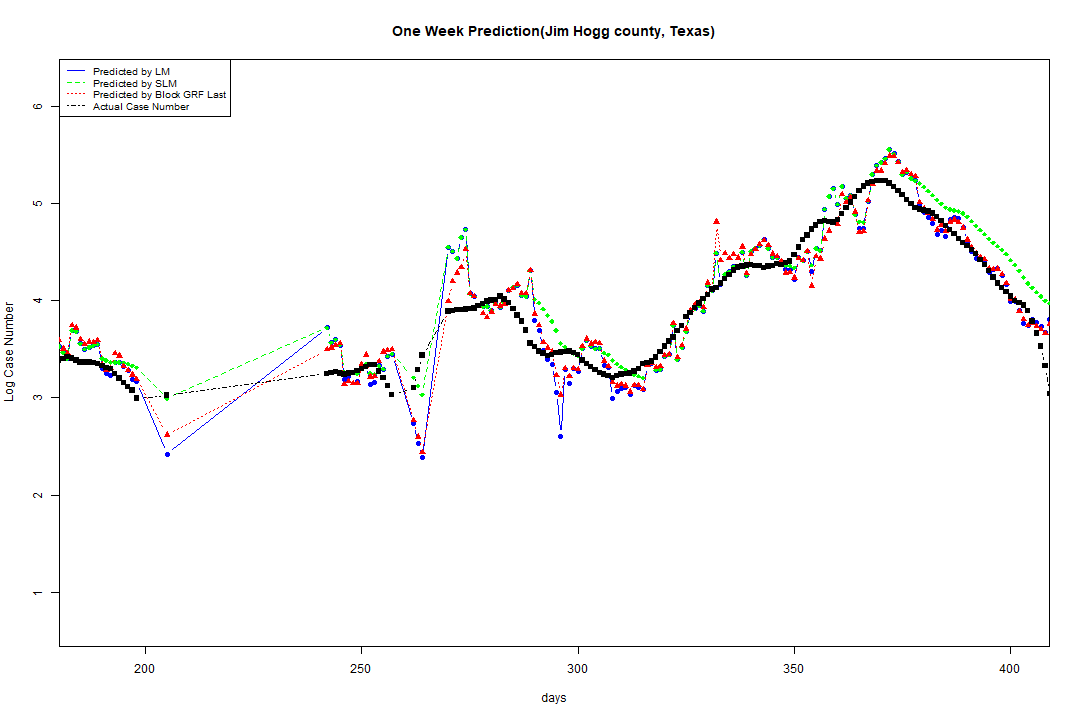 One Week Prediction(Jim Hogg county, Texas)
Predicted by LM
Predicted by SLM
Predicted by Block GRF Last
Actual Case Number
Log Case Number
6
5
4
3
2
1
200
250
300
350
400
days